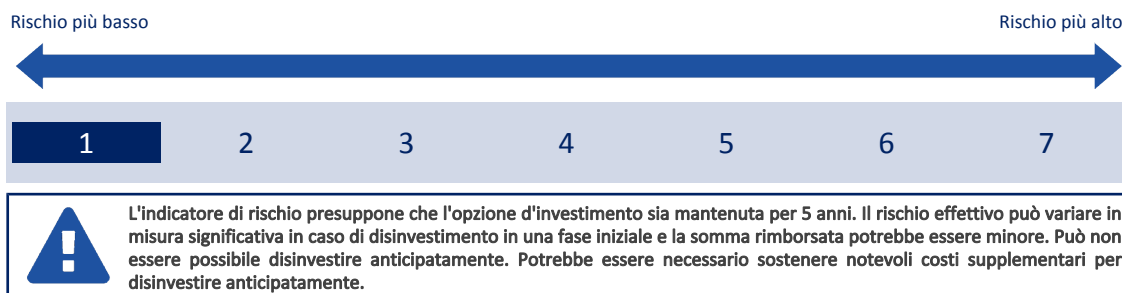 Rischio più basso Rischio più alto
1 2 3 4 5 6 7
L'indicatore di rischio presuppone che l'opzione d'investimento sia mantenuta per 5 anni. Il rischio effettivo può variare in
misura significativa in caso di disinvestimento in una fase iniziale e la somma rimborsata potrebbe essere minore. Può non
essere possibile disinvestire anticipatamente. Potrebbe essere necessario sostenere notevoli costi supplementari per
disinvestire anticipatamente.